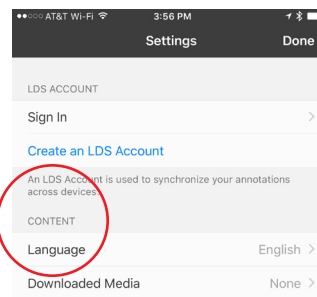 AT&T Wi-Fi 3:56 PM
Settings Done
LDS ACCOUNT
Sign In
Create an LDS Account
An LDS Account is used to synchronize your annotations
across devices.
CONTENT
Language English
Downloaded Media None